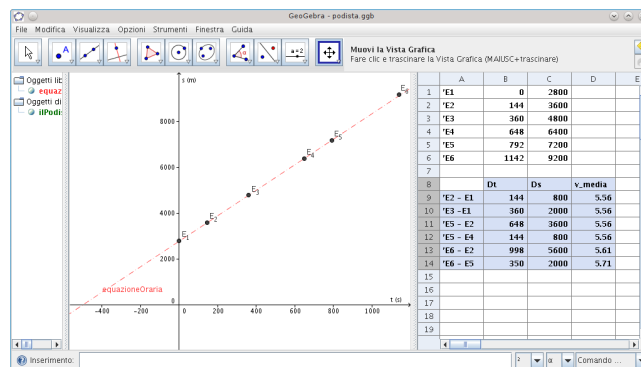 GeoGebra - podista.ggb
File Modifica Visualizza Opzioni Strumenti Finestra Guida
A
a=2
Muovi la Vista Grafica
Fare clic e trascinare la Vista Grafica (MAIUSC+trascinare)
Oggetti lib
equaz
Oggetti di
ilPodis
s (m)
8000
6000
4000
2000
0
-400 -200 0 200 400 600 800 1000
t (s)
E1
E2
E3
E4
E5
E6
equazioneOraria
A B C D E
1 'E1 0 2800
2 'E2 144 3600
3 'E3 360 4800
4 'E4 648 6400
5 'E5 792 7200
6 'E6 1142 9200
7
8 Dt Ds v_media
9 'E2 - E1 144 800 5.56
10 'E3 -E1 360 2000 5.56
11 'E5 - E2 648 3600 5.56
12 'E5 - E4 144 800 5.56
13 'E6 - E2 998 5600 5.61
14 'E6 - E5 350 2000 5.71
15
16
17
18
19
Inserimento: ² α Comando ...